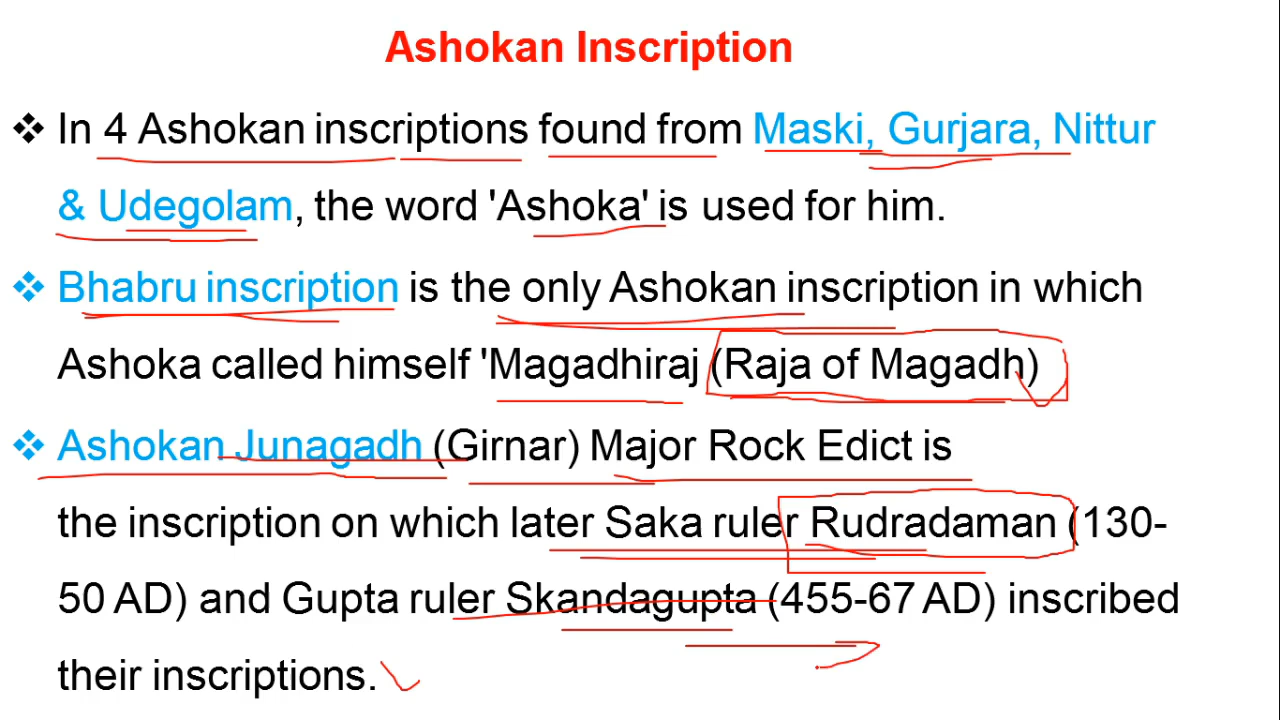 Ashokan Inscription
❖ In 4 Ashokan inscriptions found from Maski, Gurjara, Nittur
& Udegolam, the word 'Ashoka' is used for him.
❖ Bhabru inscription is the only Ashokan inscription in which
Ashoka called himself 'Magadhiraj (Raja of Magadh)
❖ Ashokan Junagadh (Girnar) Major Rock Edict is
the inscription on which later Saka ruler Rudradaman (130-
50 AD) and Gupta ruler Skandagupta (455-67 AD) inscribed
their inscriptions.